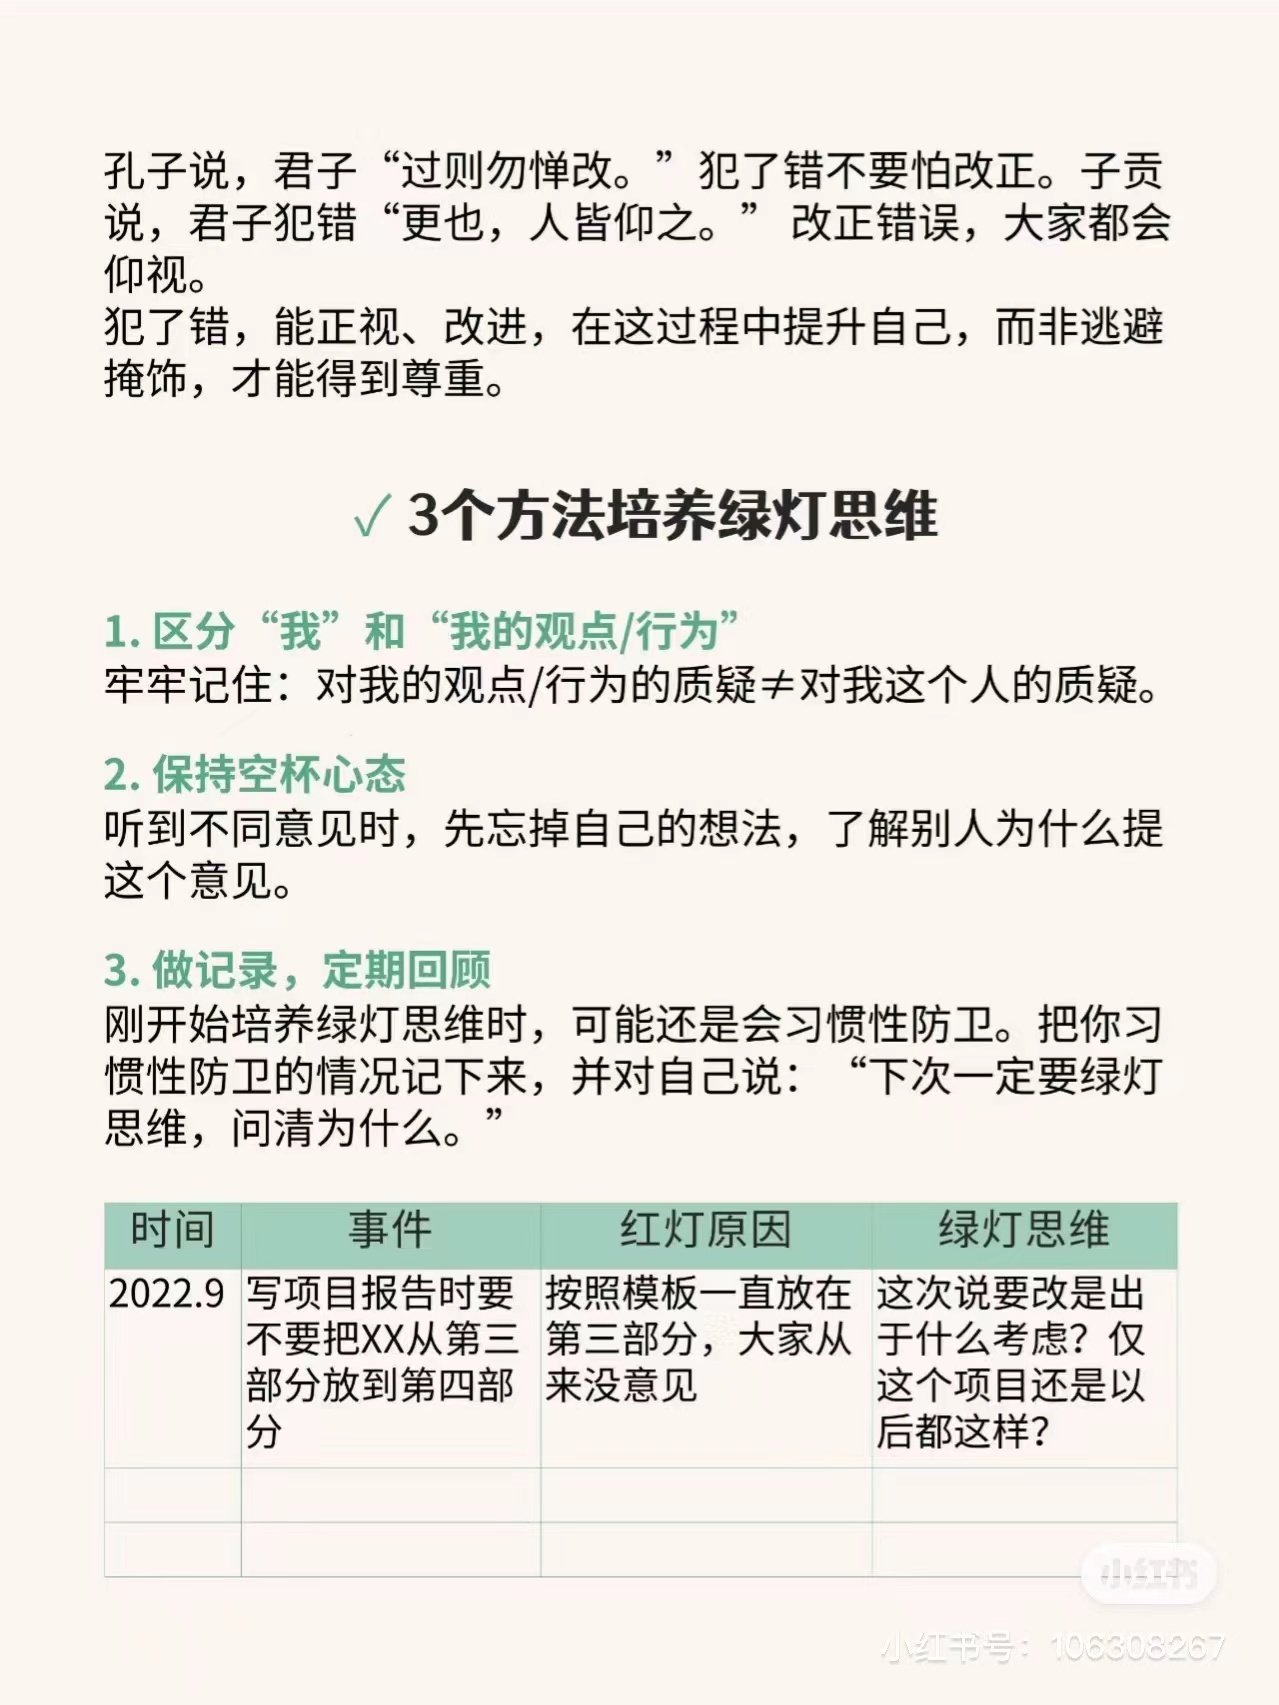 孔子说，君子“过则勿惮改。”犯了错不要怕改正。子贡
说，君子犯错“更也，人皆仰之。” 改正错误，大家都会
仰视。
犯了错，能正视、改进，在这过程中提升自己，而非逃避
掩饰，才能得到尊重。
✓ 3个方法培养绿灯思维
1. 区分“我”和“我的观点/行为”
牢牢记住：对我的观点/行为的质疑≠对我这个人的质疑。
2. 保持空杯心态
听到不同意见时，先忘掉自己的想法，了解别人为什么提
这个意见。
3. 做记录，定期回顾
刚开始培养绿灯思维时，可能还是会习惯性防卫。把你习
惯性防卫的情况记下来，并对自己说：“下次一定要绿灯
思维，问清为什么。”
时间 事件 红灯原因 绿灯思维
2022.9 写项目报告时要 按照模板一直放在 这次说要改是出
不要把XX从第三 第三部分，大家从 于什么考虑？仅
部分放到第四部 来没意见 这个项目还是以
分 后都这样？
小红书
小红书号：106308267